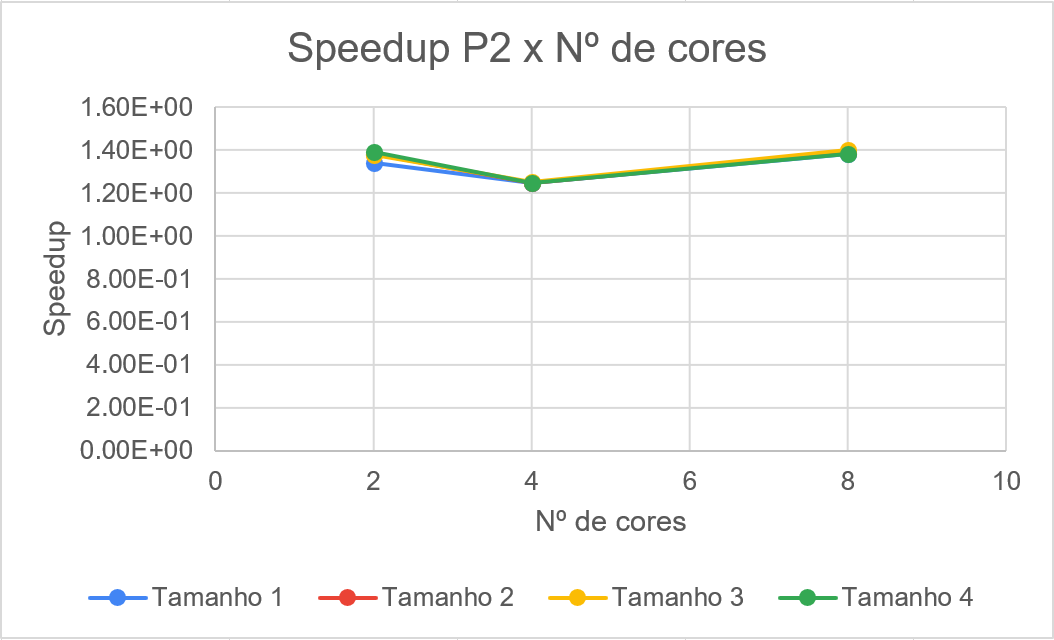 Speedup P2 x Nº de cores
1.60E+00
1.40E+00
1.20E+00
1.00E+00
8.00E-01
6.00E-01
4.00E-01
2.00E-01
0.00E+00
Speedup
0 2 4 6 8 10
Nº de cores
Tamanho 1 Tamanho 2 Tamanho 3 Tamanho 4